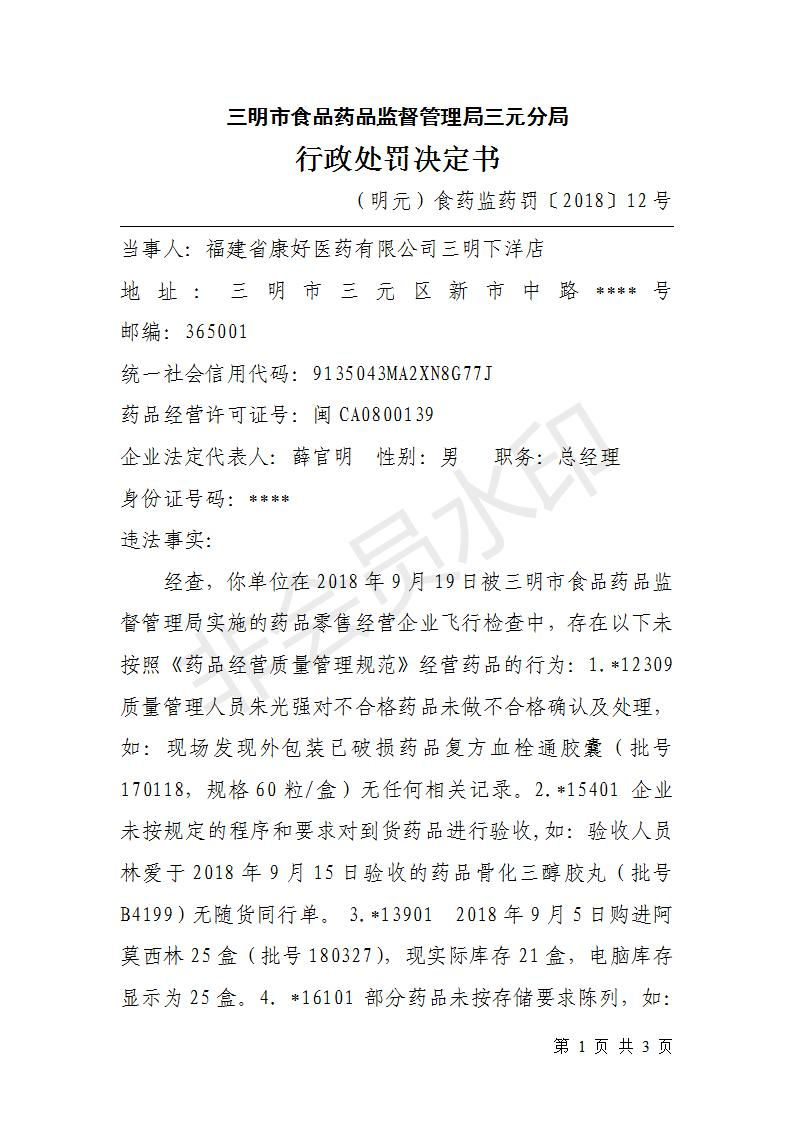 三明市食品药品监督管理局三元分局
行政处罚决定书
（明元）食药监药罚〔2018〕12号
当事人：福建省康好医药有限公司三明下洋店
地址：三明市三元区新市中路****号
邮编：365001
统一社会信用代码：9135043MA2XN8G77J
药品经营许可证号：闽CA0800139
企业法定代表人：薛官明 性别：男 职务：总经理
身份证号码：****
违法事实：
经查，你单位在2018年9月19日被三明市食品药品监
督管理局实施的药品零售经营企业飞行检查中，存在以下未
按照《药品经营质量管理规范》经营药品的行为：1.*12309
质量管理人员朱光强对不合格药品未做不合格确认及处理，
如：现场发现外包装已破损药品复方血栓通胶囊（批号
170118，规格60粒/盒）无任何相关记录。2.*15401 企业
未按规定的程序和要求对到货药品进行验收,如：验收人员
林爱于2018年9月15日验收的药品骨化三醇胶丸（批号
B4199)无随货同行单。 3.*13901 2018年9月5日购进阿
莫西林25盒（批号180327），现实际库存21盒，电脑库存
显示为25盒。4. *16101部分药品未按存储要求陈列，如：
第 1 页 共 3 页
非会员水印